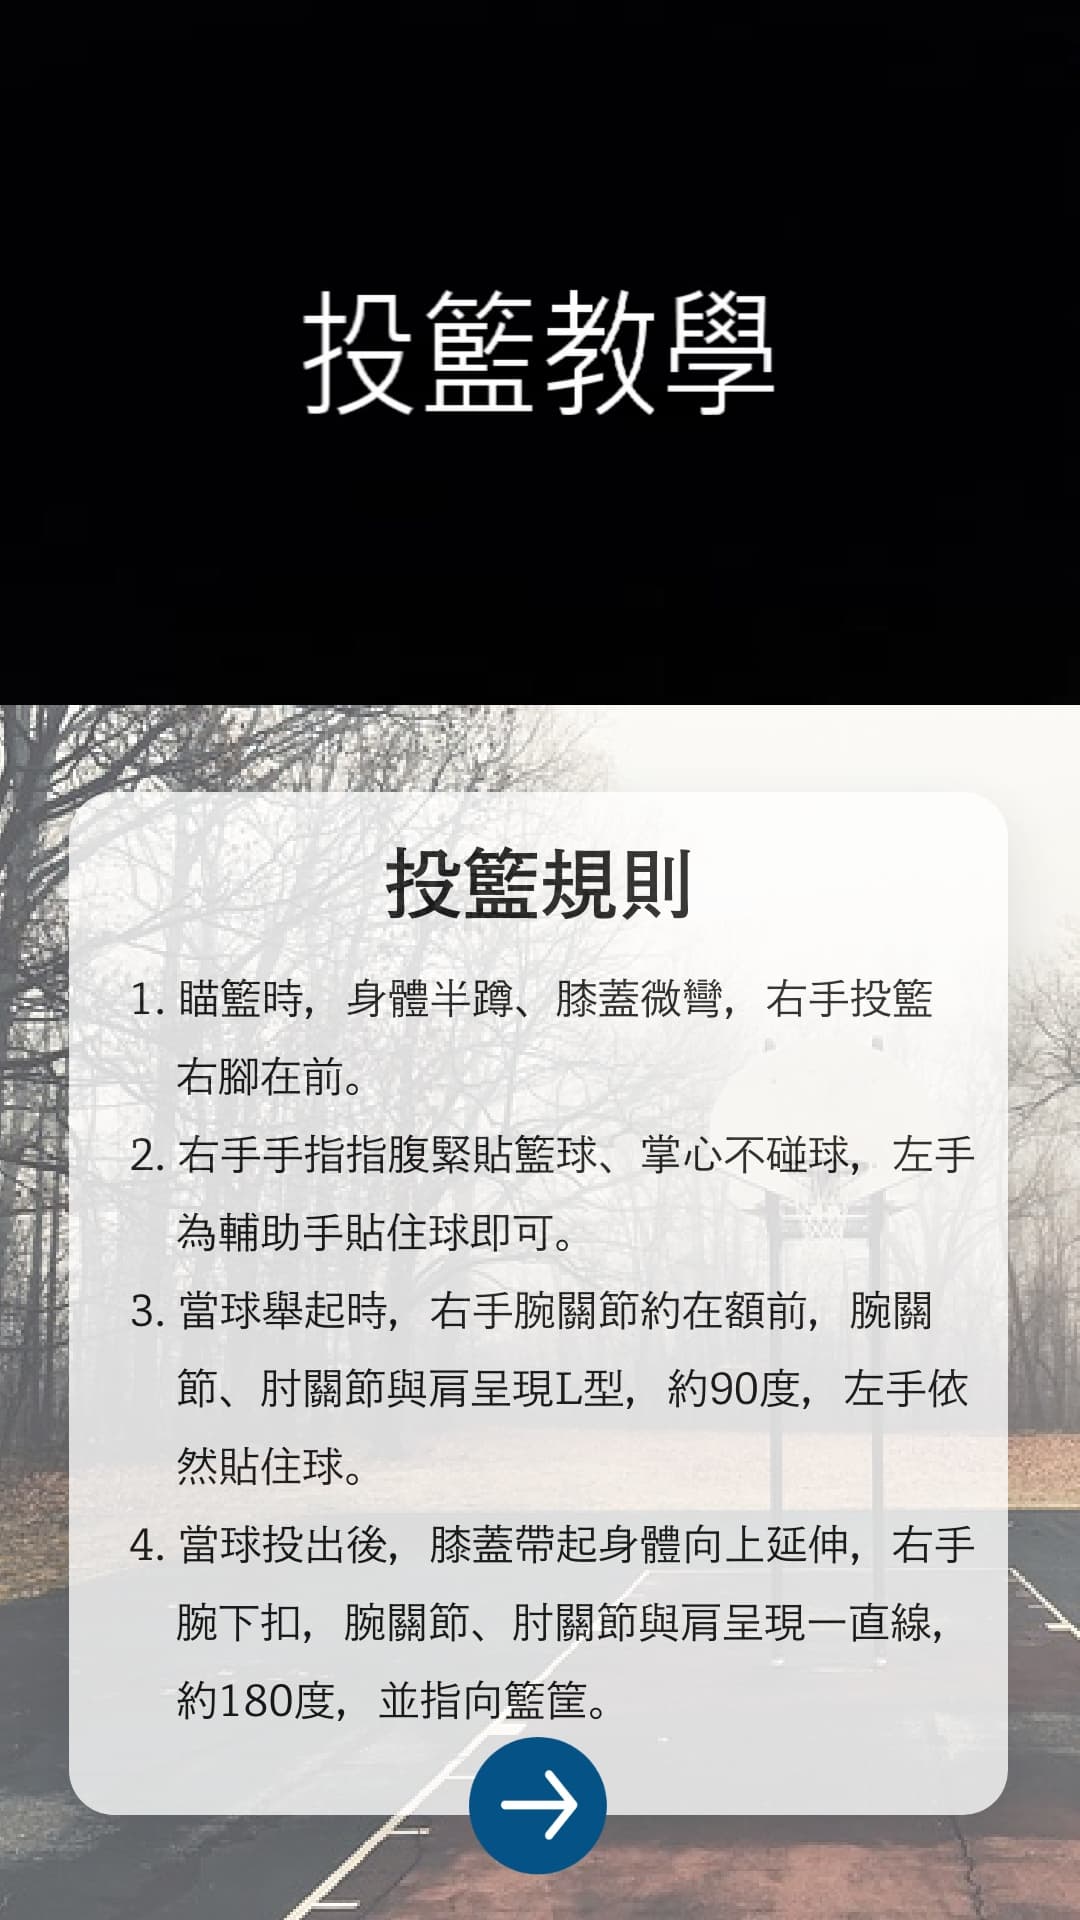 投籃教學
投籃規則
1. 瞄籃時，身體半蹲、膝蓋微彎，右手投籃
右腳在前。
2. 右手手指指腹緊貼籃球、掌心不碰球，左手
為輔助手貼住球即可。
3. 當球舉起時，右手腕關節約在額前，腕關
節、肘關節與肩呈現L型，約90度，左手依
然貼住球。
4. 當球投出後，膝蓋帶起身體向上延伸，右手
腕下扣，腕關節、肘關節與肩呈現一直線，
約180度，並指向籃筐。